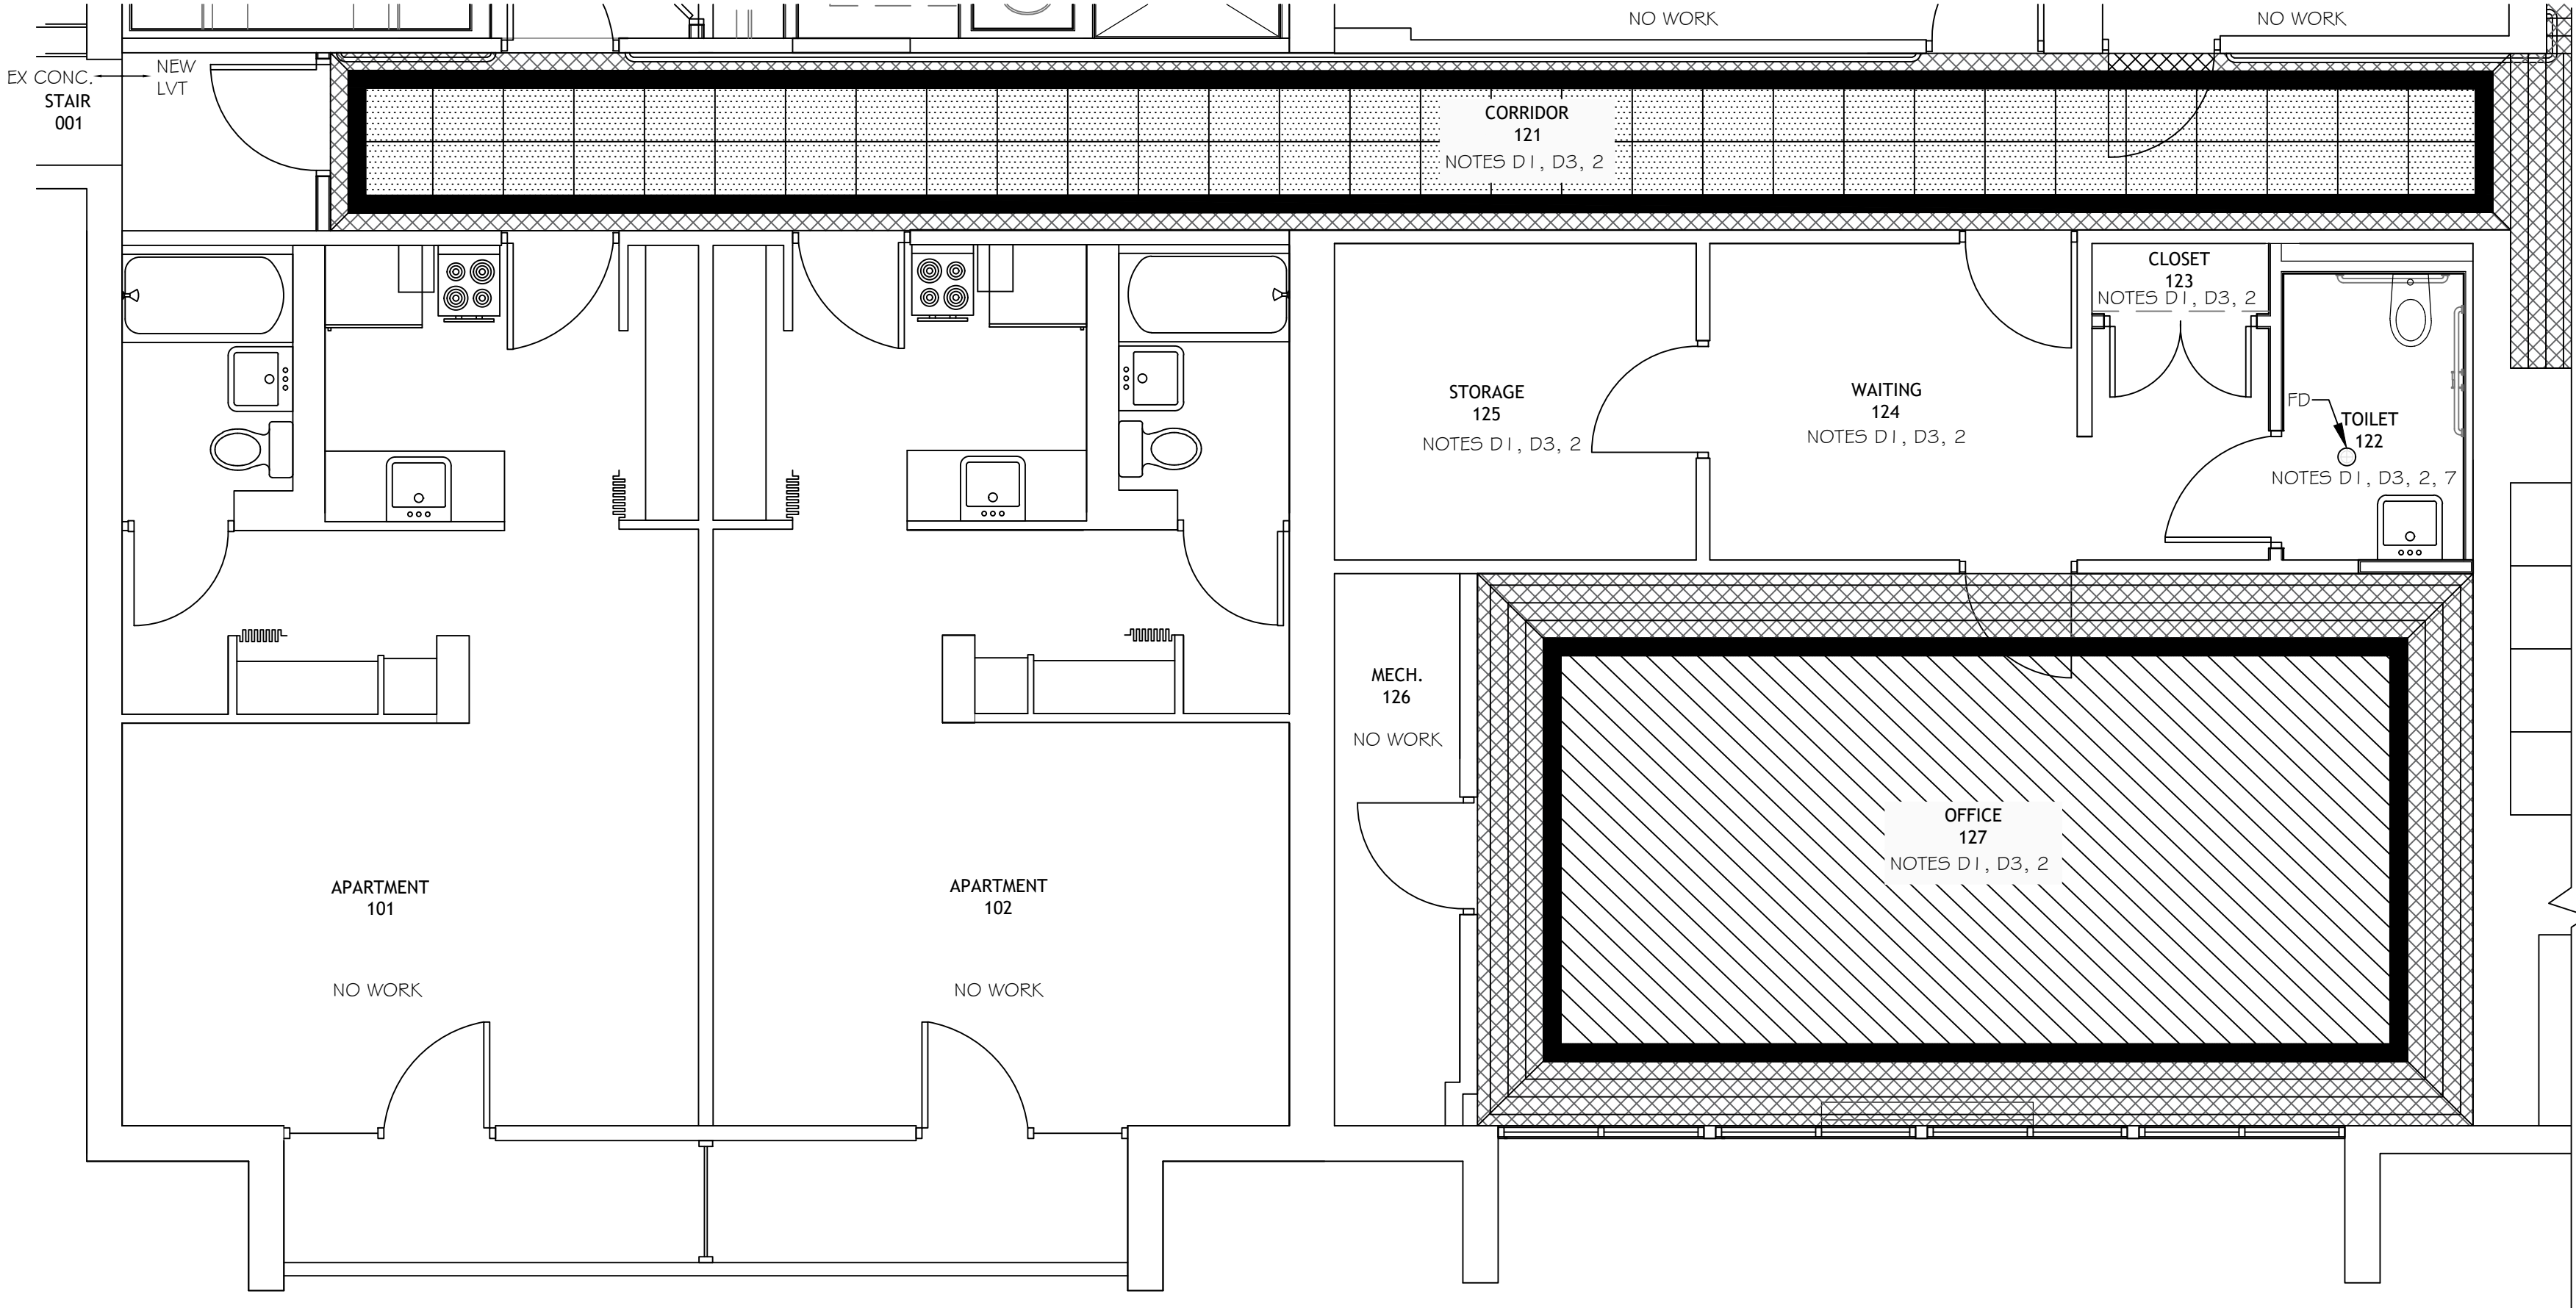 NO WORK
NO WORK
EX CONC.
NEW
LVT
STAIR
001
CORRIDOR
121
NOTES D1, D3, 2
CLOSET
123
NOTES D1, D3, 2
STORAGE
125
NOTES D1, D3, 2
WAITING
124
NOTES D1, D3, 2
FD
TOILET
122
NOTES D1, D3, 2, 7
MECH.
126
NO WORK
OFFICE
127
NOTES D1, D3, 2
APARTMENT
101
NO WORK
APARTMENT
102
NO WORK